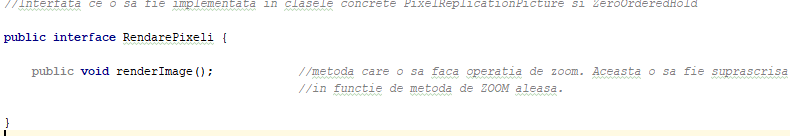 //Interfata ce o sa fie implementata in clasele concrete PixelReplicationPicture si ZeroOrderedHold
public interface RendarePixeli {
public void renderImage(); //metoda care o sa faca operatia de zoom. Aceasta o sa fie suprascrisa
//in functie de metoda de ZOOM aleasa.
}